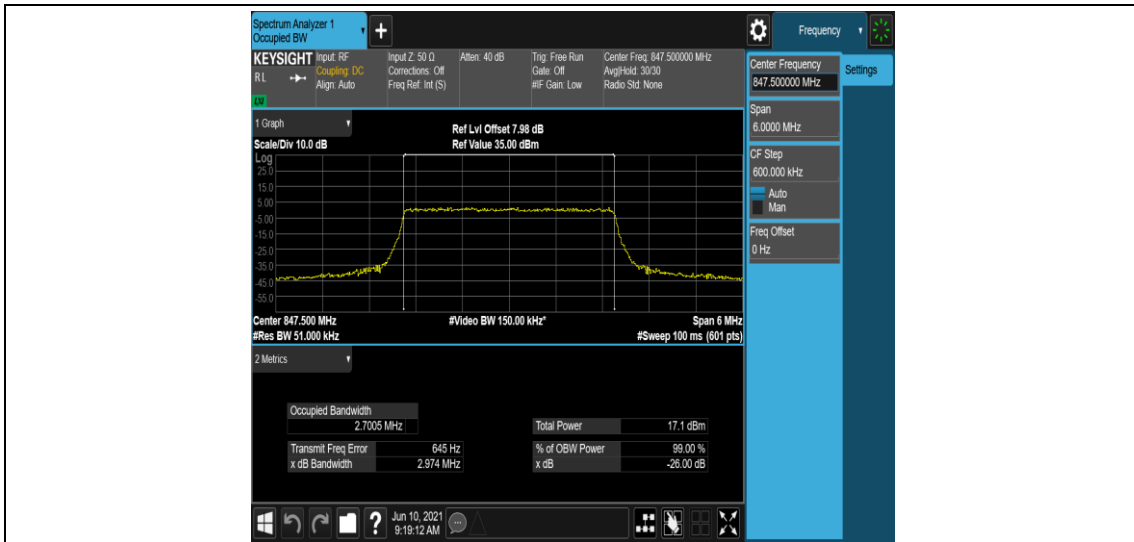 Spectrum Analyzer 1
Occupied BW
+
Frequency
KEYSIGHT
RL
LXI
Input: RF
Coupling: DC
Align: Auto
Input Z: 50 Ω
Corrections: Off
Freq Ref: Int (S)
Atten: 40 dB
Trig: Free Run
Gate: Off
#IF Gain: Low
Center Freq: 847.500000 MHz
Avg|Hold: 30/30
Radio Std: None
Center Frequency
847.500000 MHz
Settings
Span
6.0000 MHz
CF Step
600.000 kHz
Auto
Man
Freq Offset
0 Hz
1 Graph
Scale/Div 10.0 dB
Ref Lvl Offset 7.98 dB
Ref Value 35.00 dBm
Log
25.0
15.0
5.00
-5.00
-15.0
-25.0
-35.0
-45.0
-55.0
Center 847.500 MHz
#Video BW 150.00 kHz*
Span 6 MHz
#Res BW 51.000 kHz
#Sweep 100 ms (601 pts)
2 Metrics
Occupied Bandwidth
2.7005 MHz
Total Power 17.1 dBm
Transmit Freq Error 645 Hz
% of OBW Power 99.00 %
x dB Bandwidth 2.974 MHz
x dB -26.00 dB
?
Jun 10, 2021
9:19:12 AM